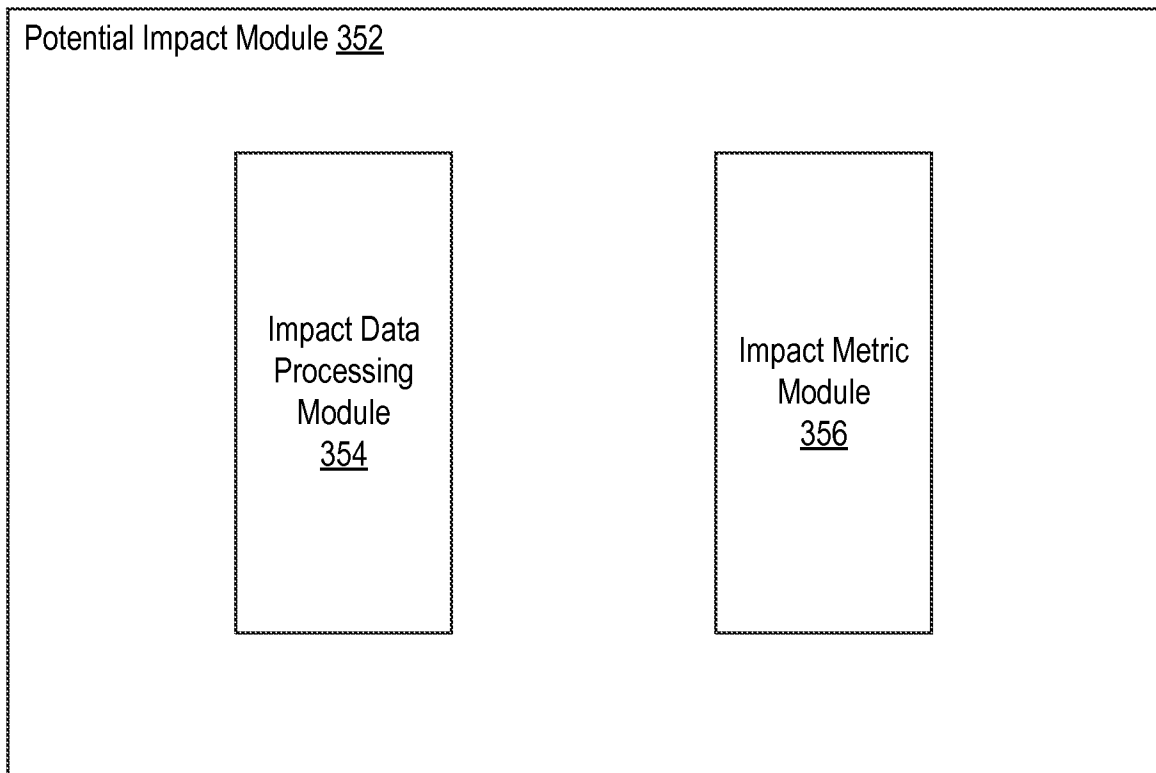 Potential Impact Module 352
Impact Data
Processing
Module
354
Impact Metric
Module
356